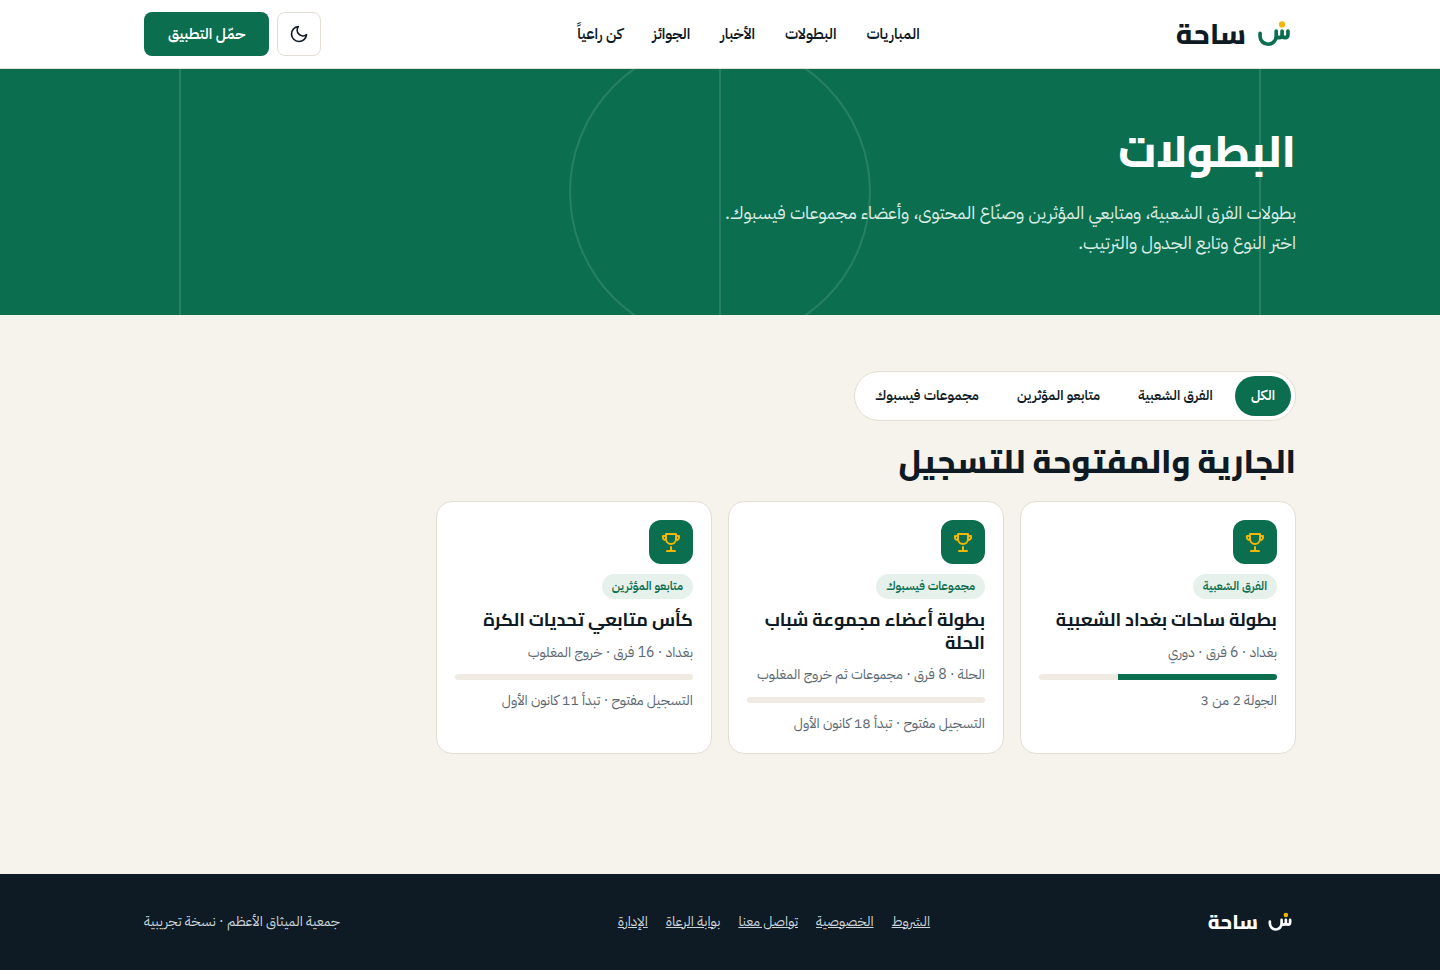 ساحة
المباريات
البطولات
الأخبار
الجوائز
كن راعياً
حمّل التطبيق
البطولات
بطولات الفرق الشعبية، ومتابعي المؤثرين وصنّاع المحتوى، وأعضاء مجموعات فيسبوك.
اختر النوع وتابع الجدول والترتيب.
الكل
الفرق الشعبية
متابعو المؤثرين
مجموعات فيسبوك
الجارية والمفتوحة للتسجيل
الفرق الشعبية
بطولة ساحات بغداد الشعبية
بغداد · 6 فرق · دوري
الجولة 2 من 3
مجموعات فيسبوك
بطولة أعضاء مجموعة شباب
الحلة
الحلة · 8 فرق · مجموعات ثم خروج المغلوب
التسجيل مفتوح · تبدأ 18 كانون الأول
متابعو المؤثرين
كأس متابعي تحديات الكرة
بغداد · 16 فرق · خروج المغلوب
التسجيل مفتوح · تبدأ 11 كانون الأول
ساحة
الشروط
الخصوصية
تواصل معنا
بوابة الرعاة
الإدارة
جمعية الميثاق الأعظم · نسخة تجريبية